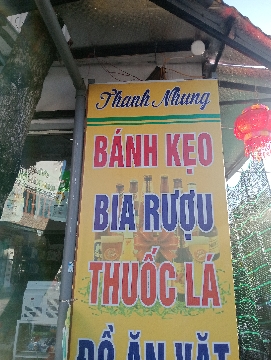 Thanh Nhung
BÁNH KẸO
BIA RƯỢU
THUỐC LÁ
ĐỒ ĂN VẶT